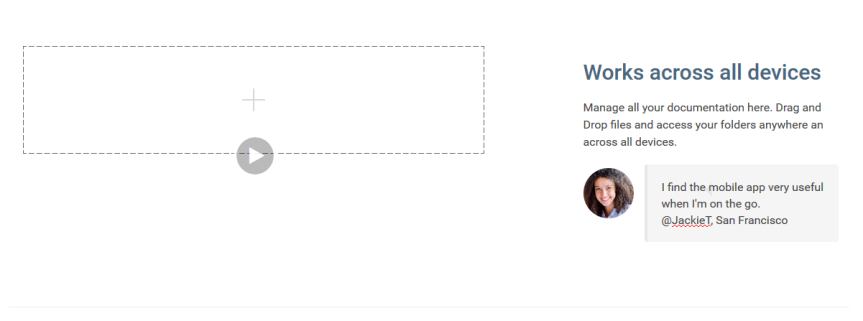 Works across all devices
Manage all your documentation here. Drag and
Drop files and access your folders anywhere an
across all devices.
I find the mobile app very useful
when I'm on the go.
@JackieT, San Francisco